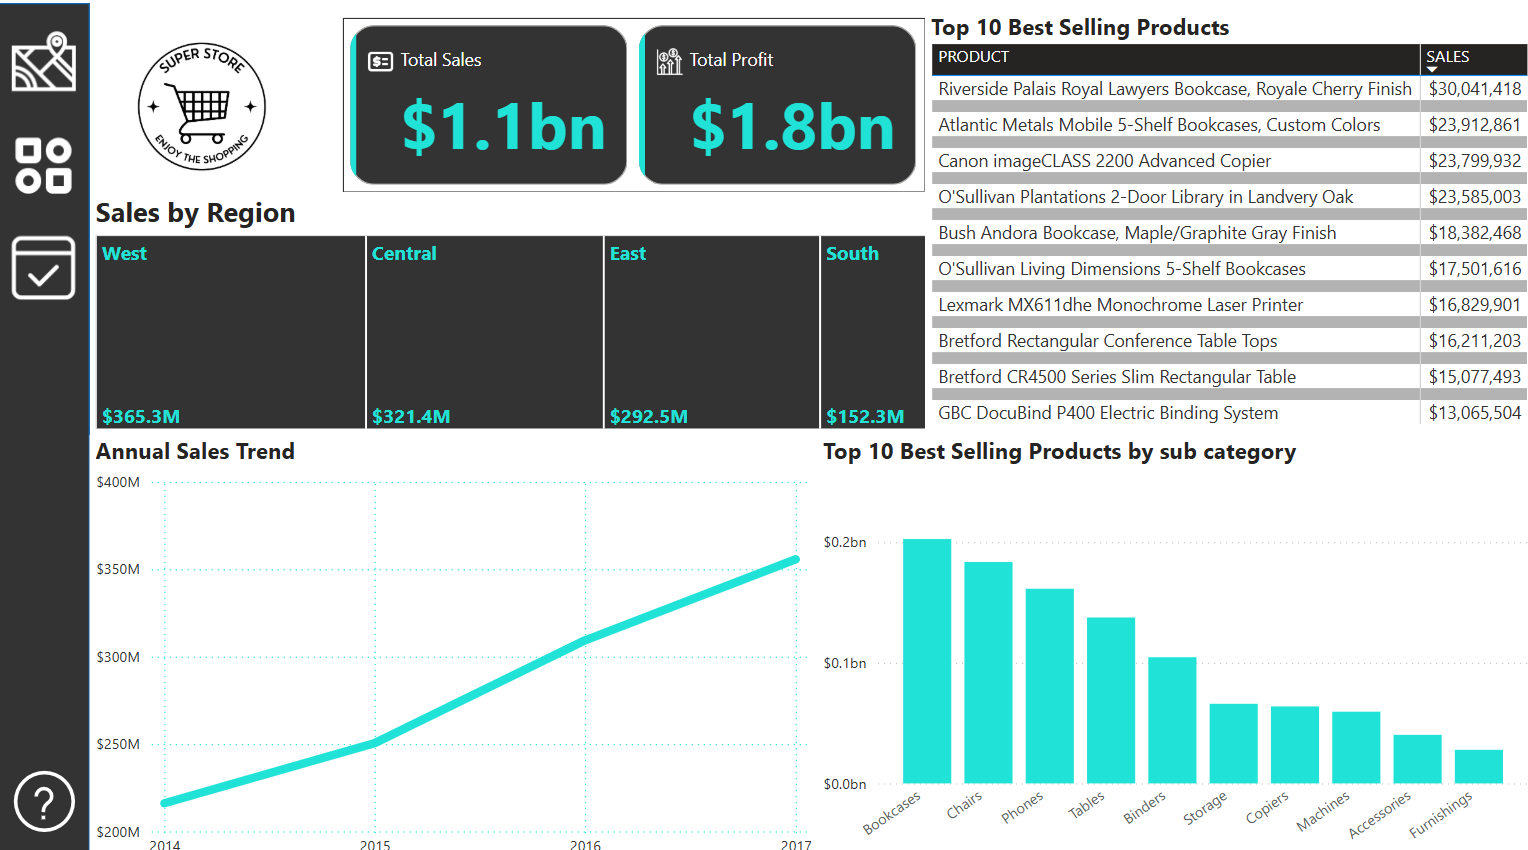 SUPER STORE
ENJOY THE SHOPPING
Total Sales
$1.1bn
Total Profit
$1.8bn
Top 10 Best Selling Products
PRODUCT SALES
Riverside Palais Royal Lawyers Bookcase, Royale Cherry Finish $30,041,418
Atlantic Metals Mobile 5-Shelf Bookcases, Custom Colors $23,912,861
Canon imageCLASS 2200 Advanced Copier $23,799,932
O'Sullivan Plantations 2-Door Library in Landvery Oak $23,585,003
Bush Andora Bookcase, Maple/Graphite Gray Finish $18,382,468
O'Sullivan Living Dimensions 5-Shelf Bookcases $17,501,616
Lexmark MX611dhe Monochrome Laser Printer $16,829,901
Bretford Rectangular Conference Table Tops $16,211,203
Bretford CR4500 Series Slim Rectangular Table $15,077,493
GBC DocuBind P400 Electric Binding System $13,065,504
Sales by Region
West Central East South
$365.3M $321.4M $292.5M $152.3M
Annual Sales Trend
$400M
$350M
$300M
$250M
$200M
2014 2015 2016 2017
Top 10 Best Selling Products by sub category
$0.2bn
$0.1bn
$0.0bn
Bookcases Chairs Phones Tables Binders Storage Copiers Machines Accessories Furnishings
?